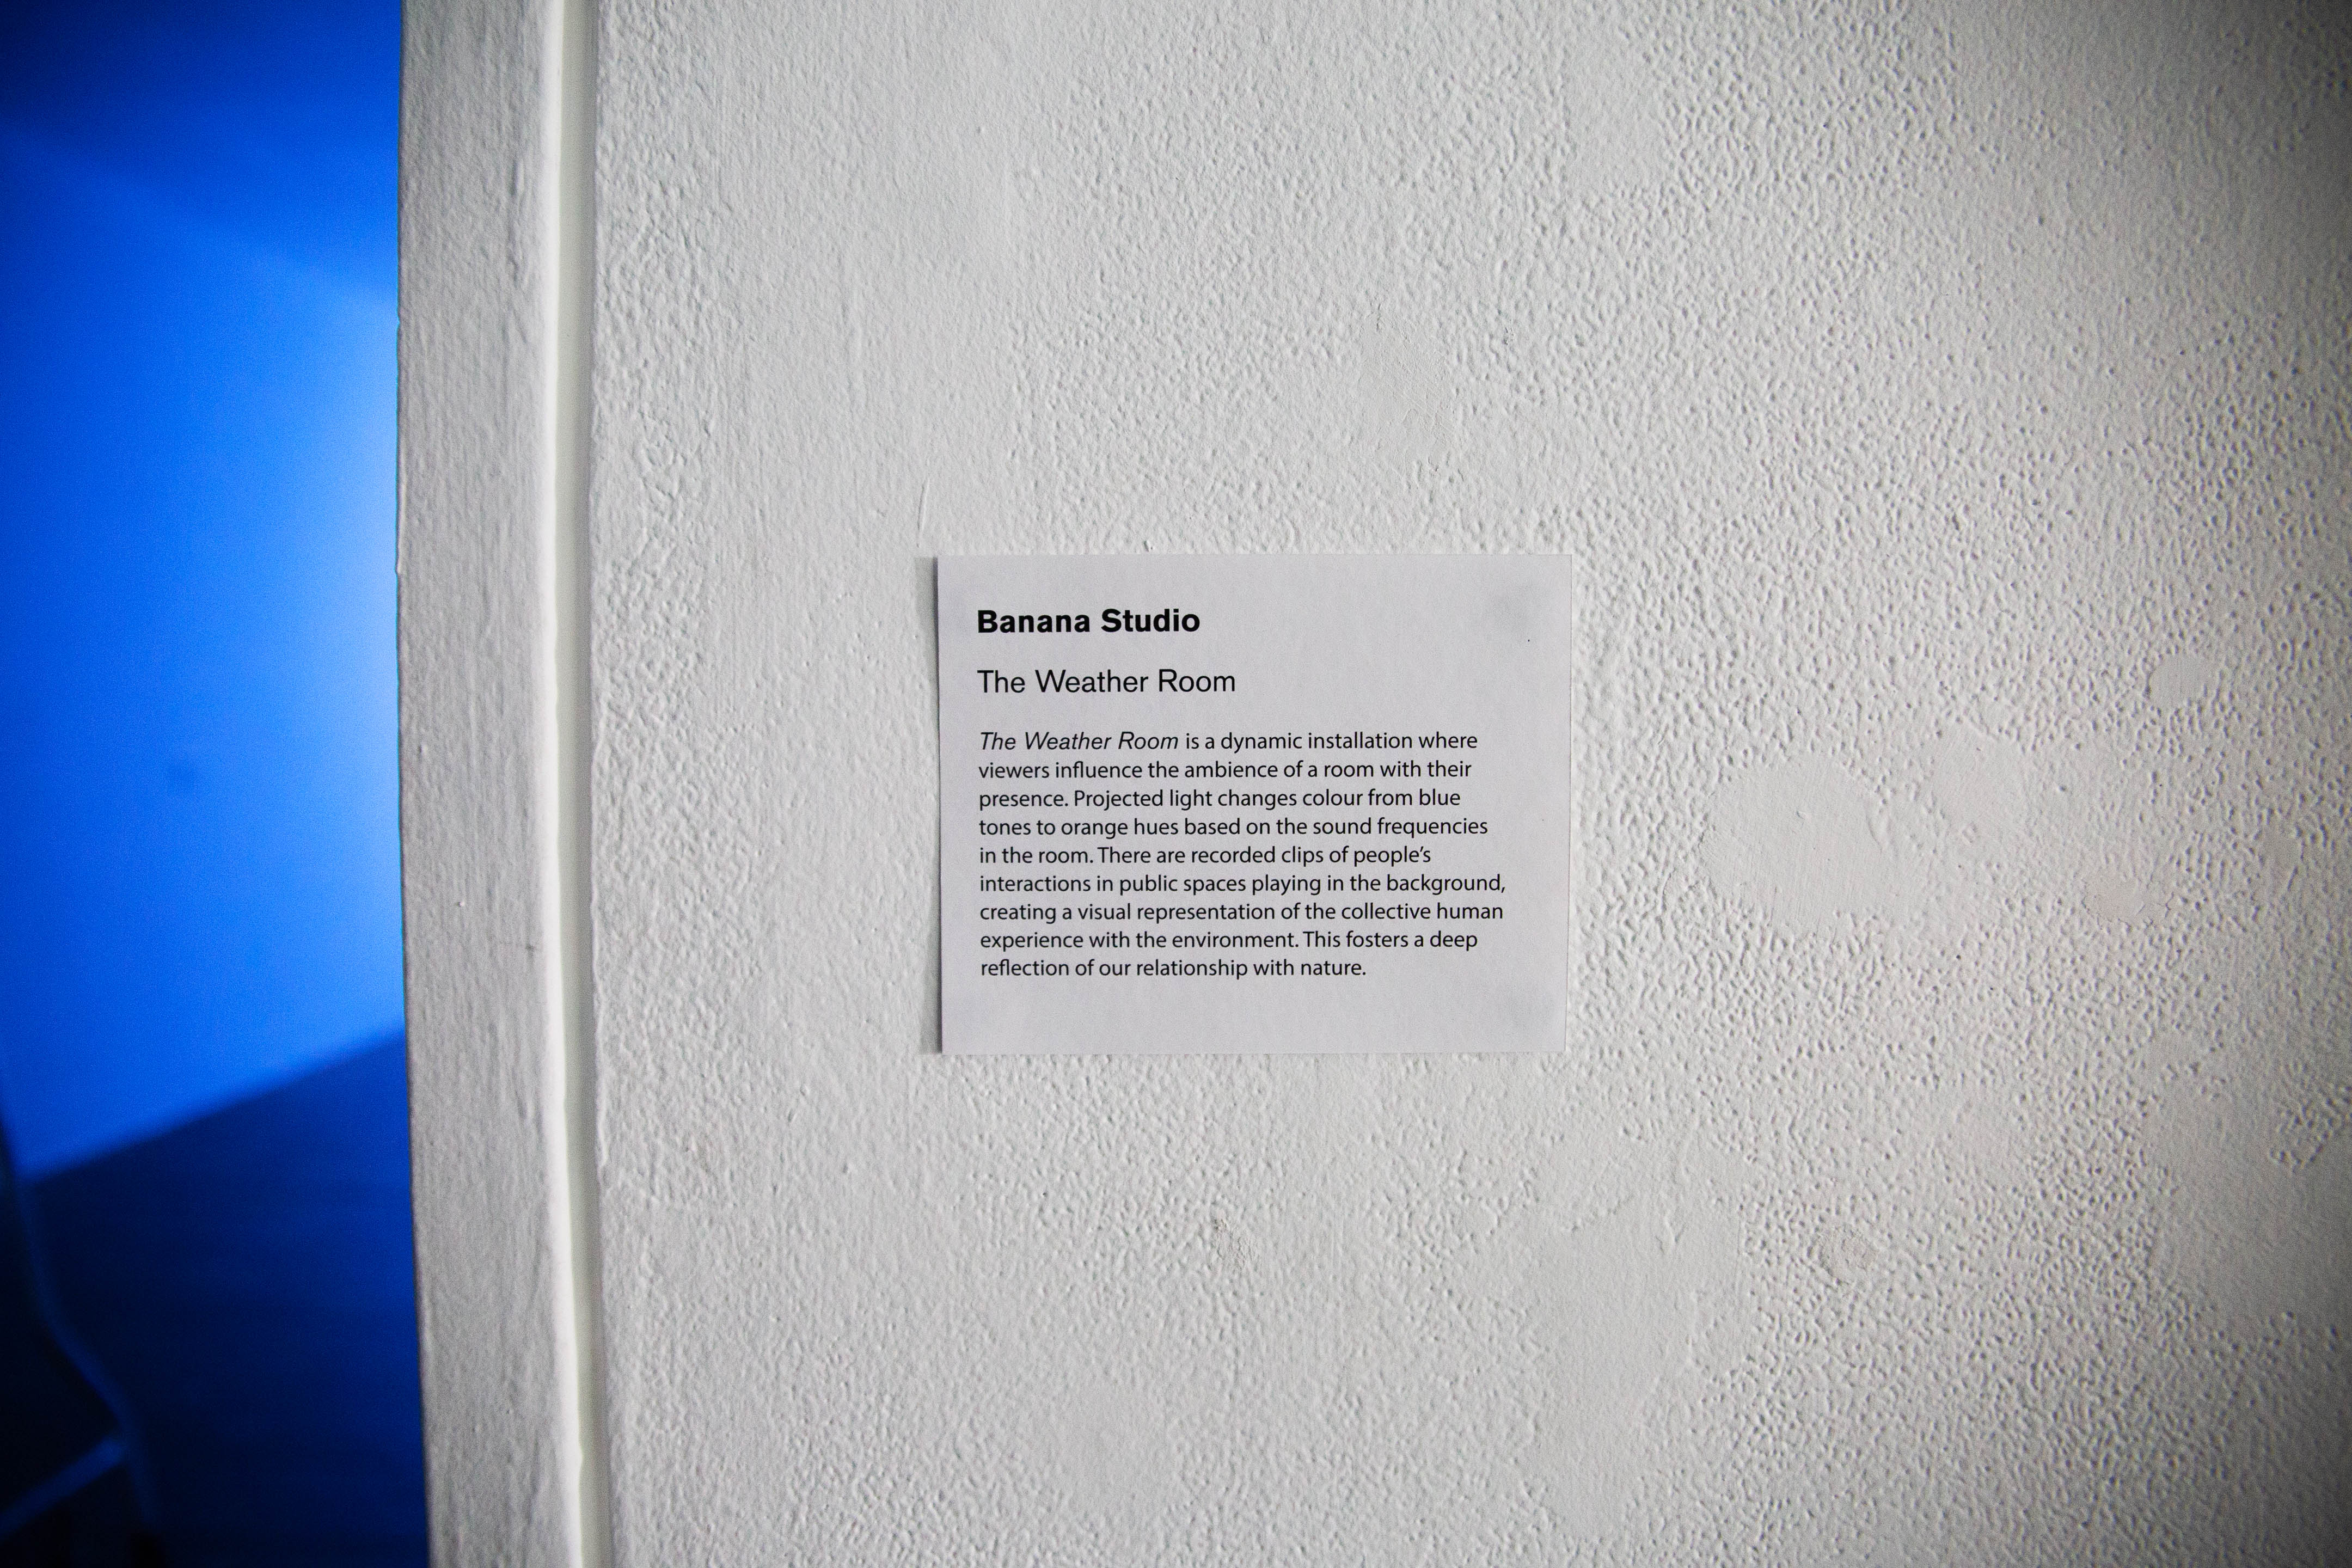 Banana Studio
The Weather Room
The Weather Room is a dynamic installation where
viewers influence the ambience of a room with their
presence. Projected light changes colour from blue
tones to orange hues based on the sound frequencies
in the room. There are recorded clips of people’s
interactions in public spaces playing in the background,
creating a visual representation of the collective human
experience with the environment. This fosters a deep
reflection of our relationship with nature.